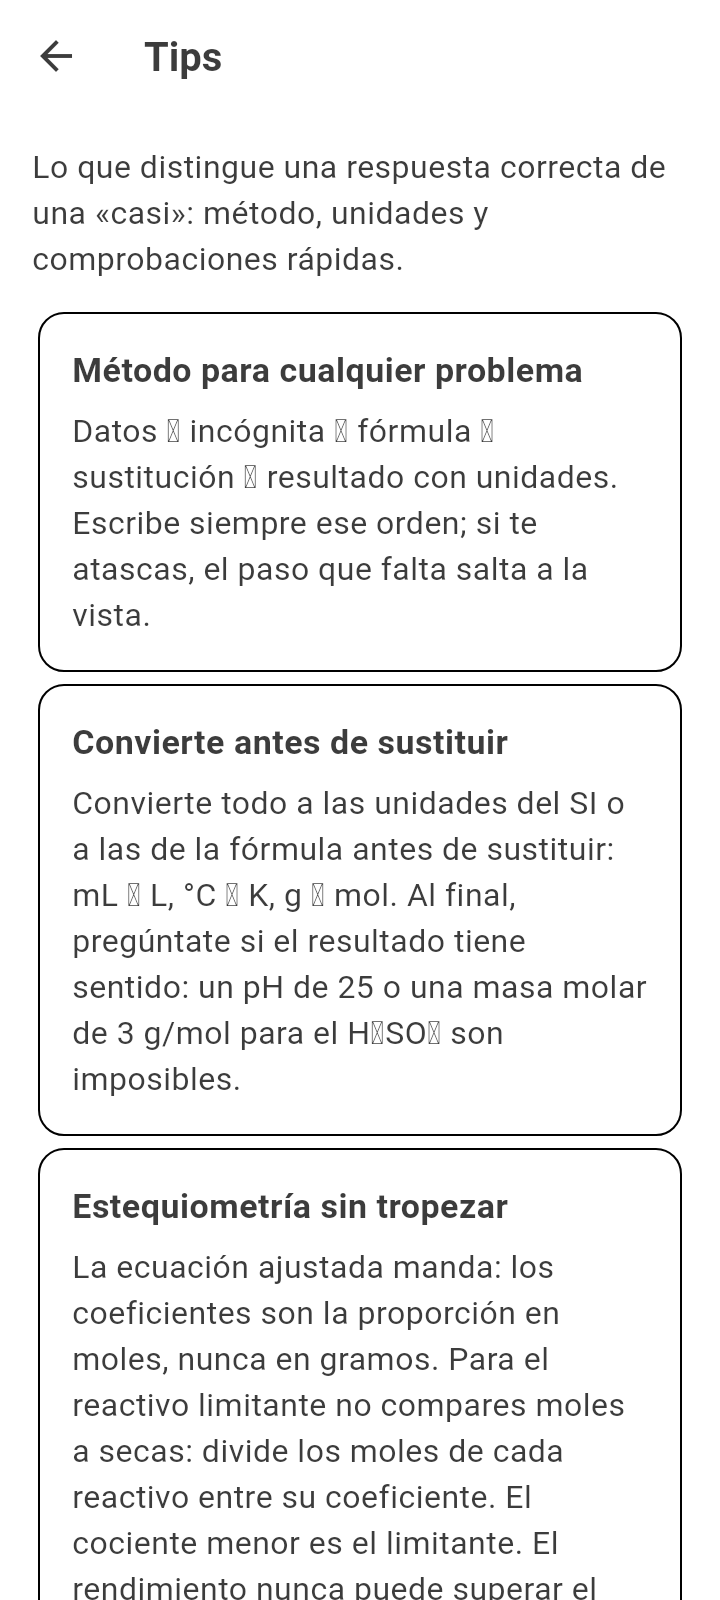 Tips
Lo que distingue una respuesta correcta de
una «casi»: método, unidades y
comprobaciones rápidas.
Método para cualquier problema
Datos  incógnita  fórmula 
sustitución  resultado con unidades.
Escribe siempre ese orden; si te
atascas, el paso que falta salta a la
vista.
Convierte antes de sustituir
Convierte todo a las unidades del SI o
a las de la fórmula antes de sustituir:
mL  L, °C  K, g  mol. Al final,
pregúntate si el resultado tiene
sentido: un pH de 25 o una masa molar
de 3 g/mol para el HSO son
imposibles.
Estequiometría sin tropezar
La ecuación ajustada manda: los
coeficientes son la proporción en
moles, nunca en gramos. Para el
reactivo limitante no compares moles
a secas: divide los moles de cada
reactivo entre su coeficiente. El
cociente menor es el limitante. El
rendimiento nunca puede superar el